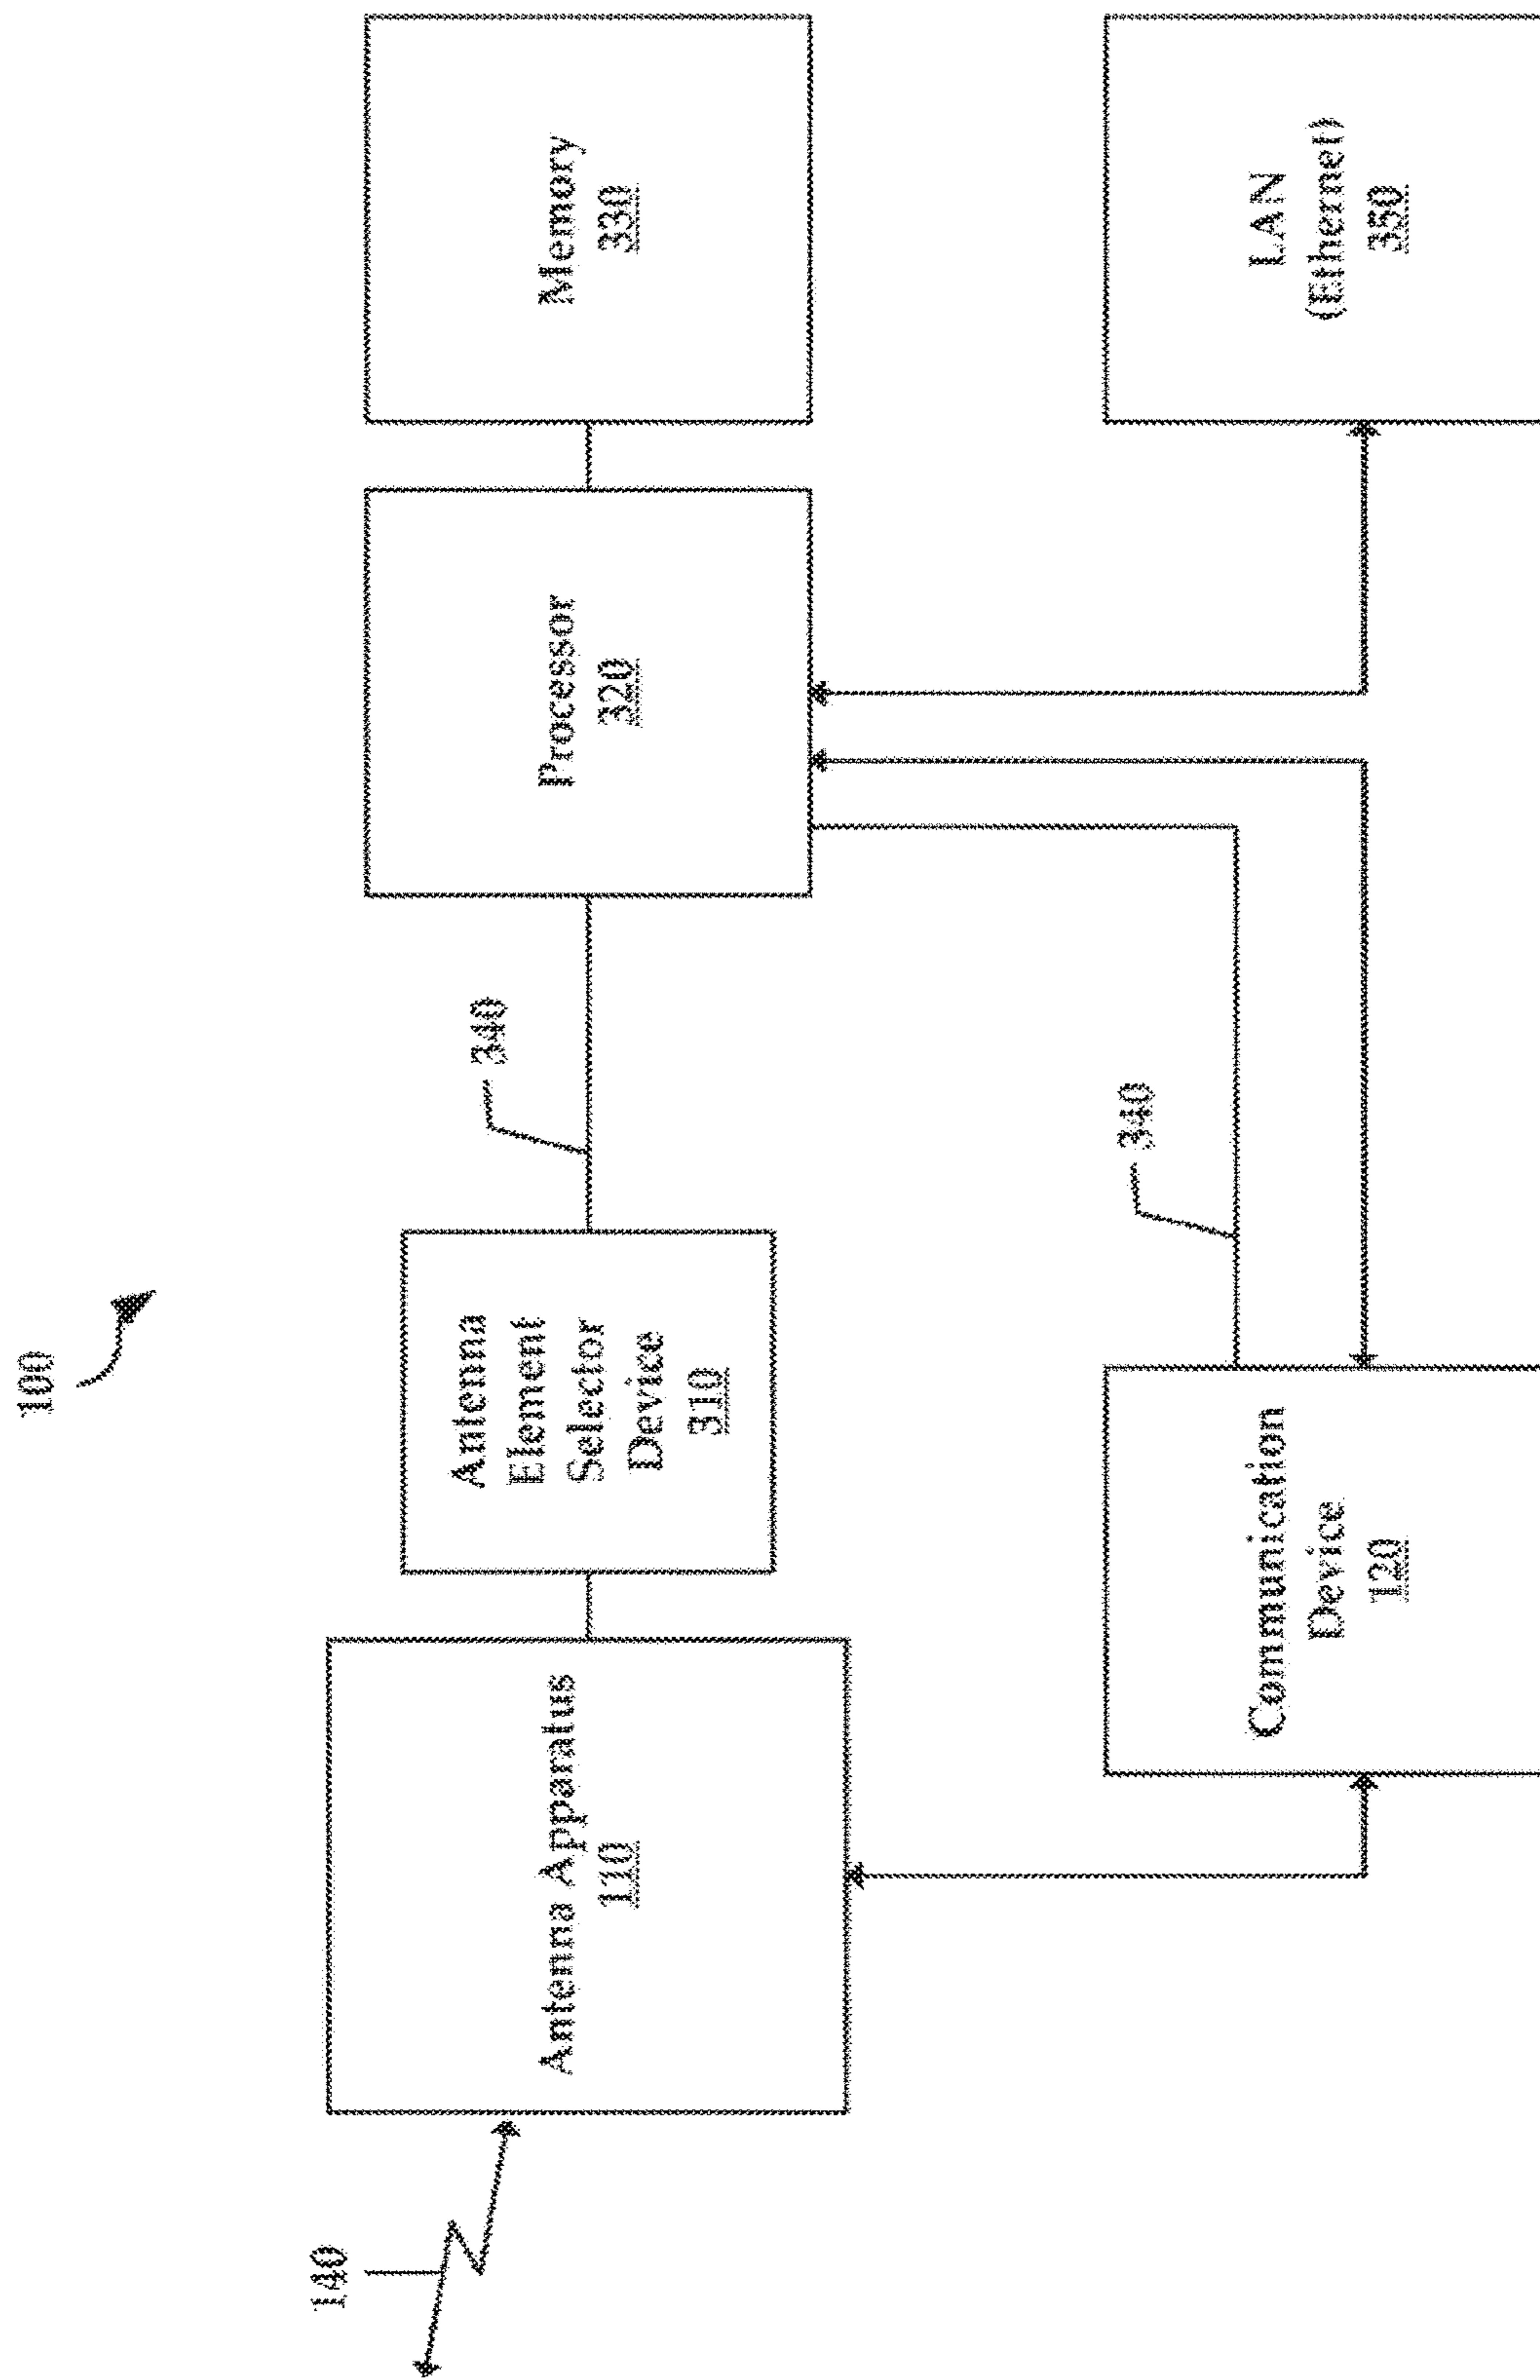 100
140
Antenna Apparatus
110
Antenna
Element
Selector
Device
310
340
Processor
320
Memory
330
Communication
Device
120
340
LAN
(Ethernet)
350